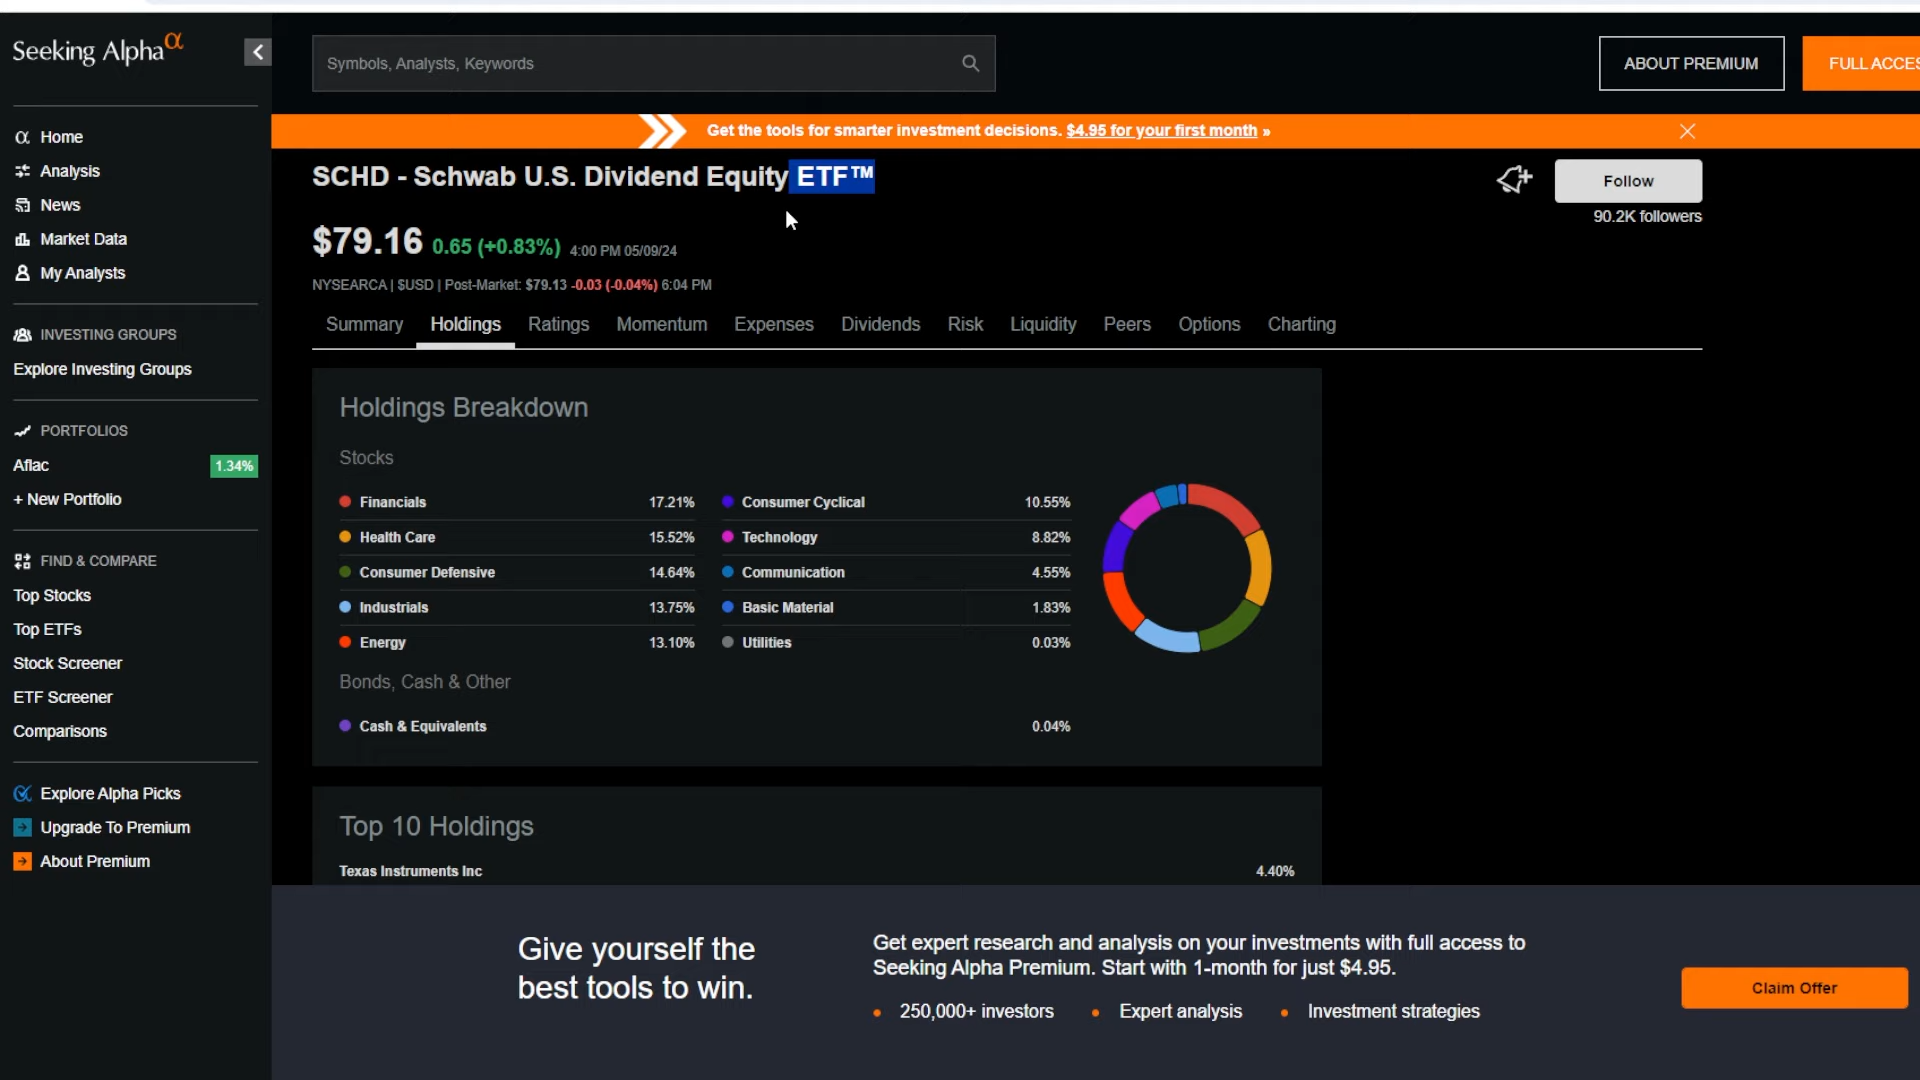 Seeking Alpha α
Symbols, Analysts, Keywords
ABOUT PREMIUM
FULL ACCES
Get the tools for smarter investment decisions. $4.95 for your first month »
Home
Analysis
News
Market Data
My Analysts
INVESTING GROUPS
Explore Investing Groups
PORTFOLIOS
Aflac 1.34%
+ New Portfolio
FIND & COMPARE
Top Stocks
Top ETFs
Stock Screener
ETF Screener
Comparisons
Explore Alpha Picks
Upgrade To Premium
About Premium
SCHD - Schwab U.S. Dividend Equity ETF™
Follow
90.2K followers
$79.16 0.65 (+0.83%) 4:00 PM 05/09/24
NYSEARCA | $USD | Post-Market: $79.13 -0.03 (-0.04%) 6:04 PM
Summary Holdings Ratings Momentum Expenses Dividends Risk Liquidity Peers Options Charting
Holdings Breakdown
Stocks
Financials 17.21% Consumer Cyclical 10.55%
Health Care 15.52% Technology 8.82%
Consumer Defensive 14.64% Communication 4.55%
Industrials 13.75% Basic Material 1.83%
Energy 13.10% Utilities 0.03%
Bonds, Cash & Other
Cash & Equivalents 0.04%
Top 10 Holdings
Texas Instruments Inc 4.40%
Give yourself the
best tools to win.
Get expert research and analysis on your investments with full access to
Seeking Alpha Premium. Start with 1-month for just $4.95.
• 250,000+ investors • Expert analysis • Investment strategies
Claim Offer